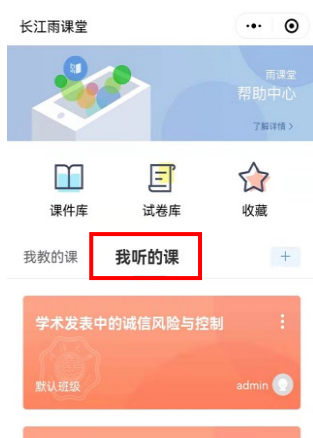 长江雨课堂
雨课堂
帮助中心
了解详情 >
课件库
试卷库
收藏
我教的课
我听的课
+
学术发表中的诚信风险与控制
默认班级
admin